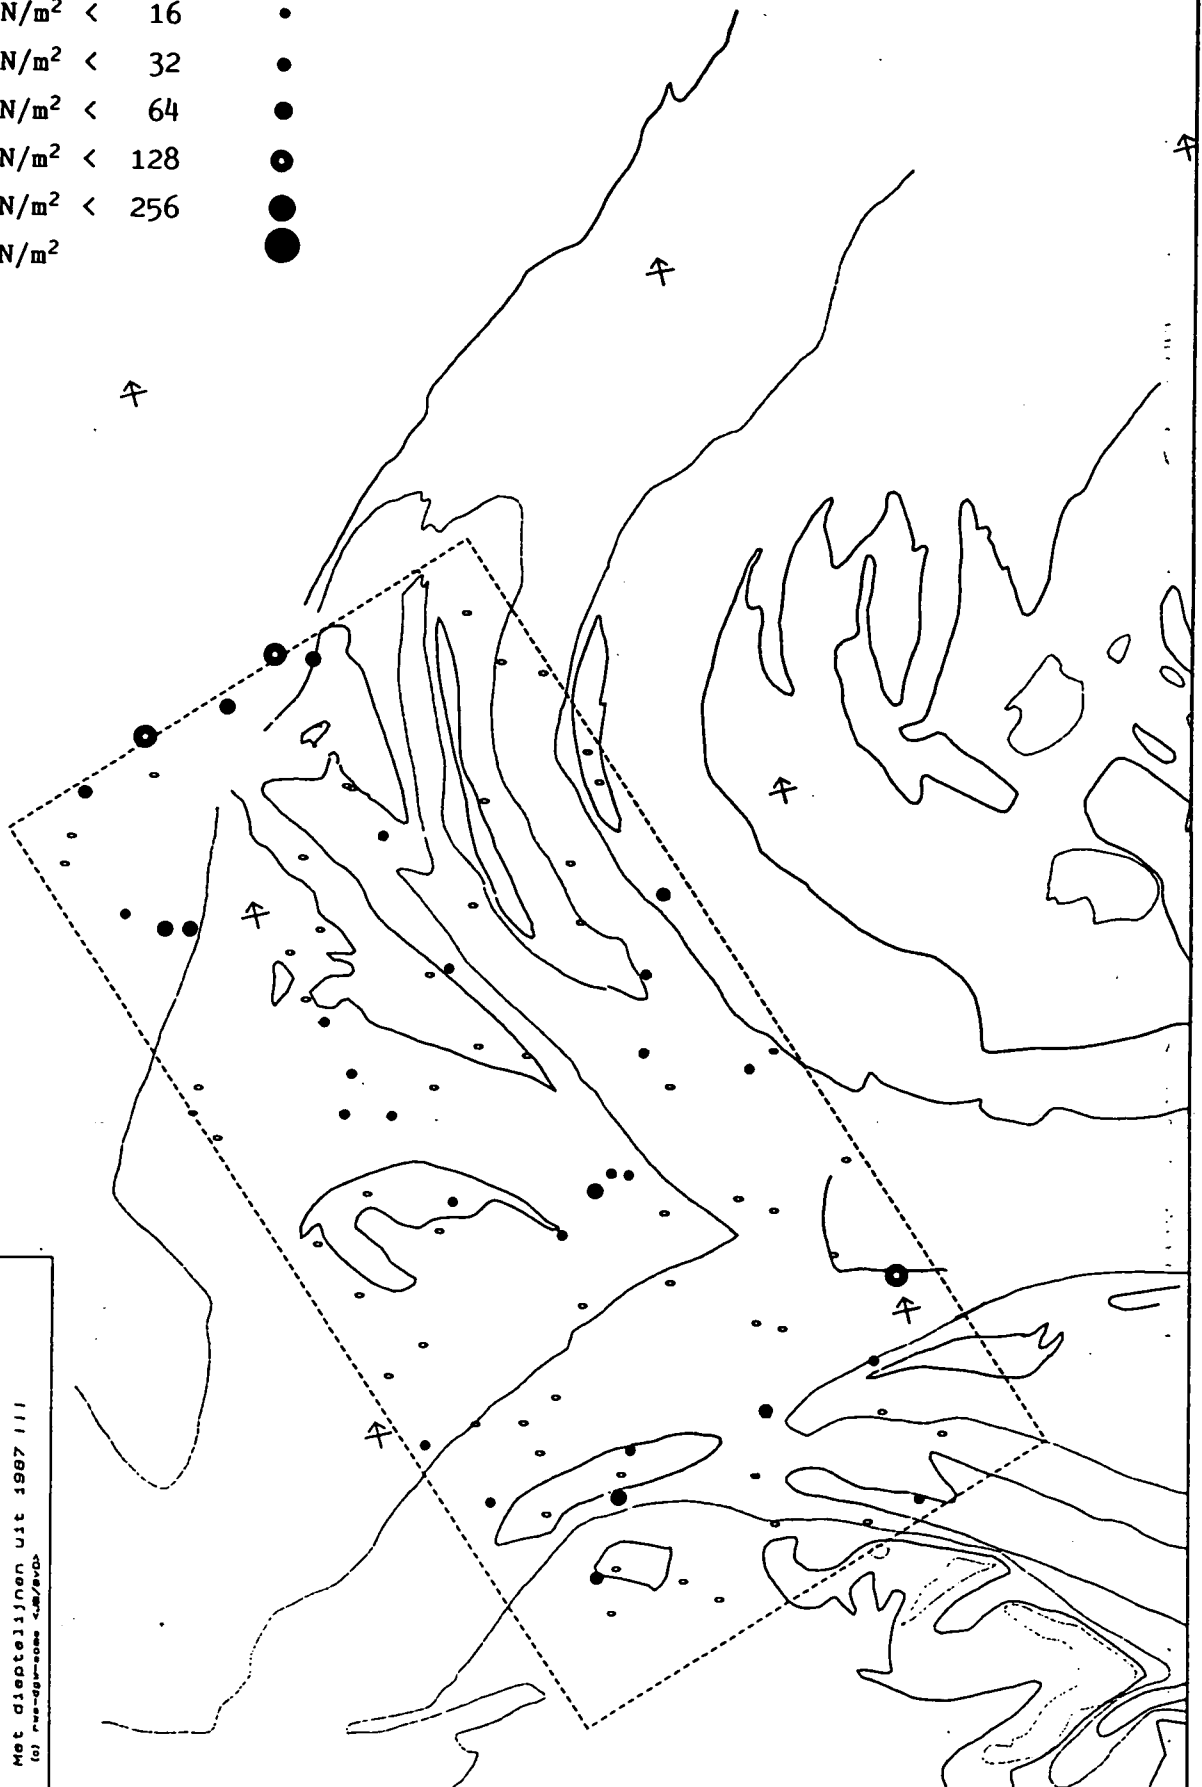 N/m² < 16
N/m² < 32
N/m² < 64
N/m² < 128
N/m² < 256
N/m²
Met dieptelijnen uit 1987 !!!